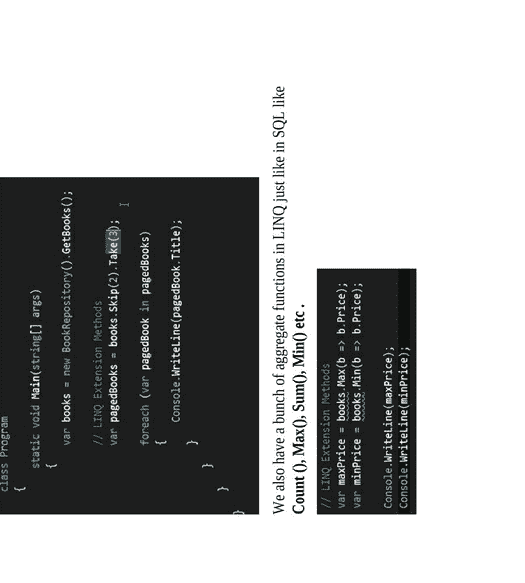 class Program
{
static void Main(string[] args)
{
var books = new BookRepository().GetBooks();
// LINQ Extension Methods
var pagedBooks = books.Skip(2).Take(3);
foreach (var pagedBook in pagedBooks)
{
Console.WriteLine(pagedBook.Title);
}
}
}
}
We also have a bunch of aggregate functions in LINQ just like in SQL like
Count (), Max(), Sum(), Min() etc .
// LINQ Extension Methods
var maxPrice = books.Max(b => b.Price);
var minPrice = books.Min(b => b.Price);
Console.WriteLine(maxPrice);
Console.WriteLine(minPrice);